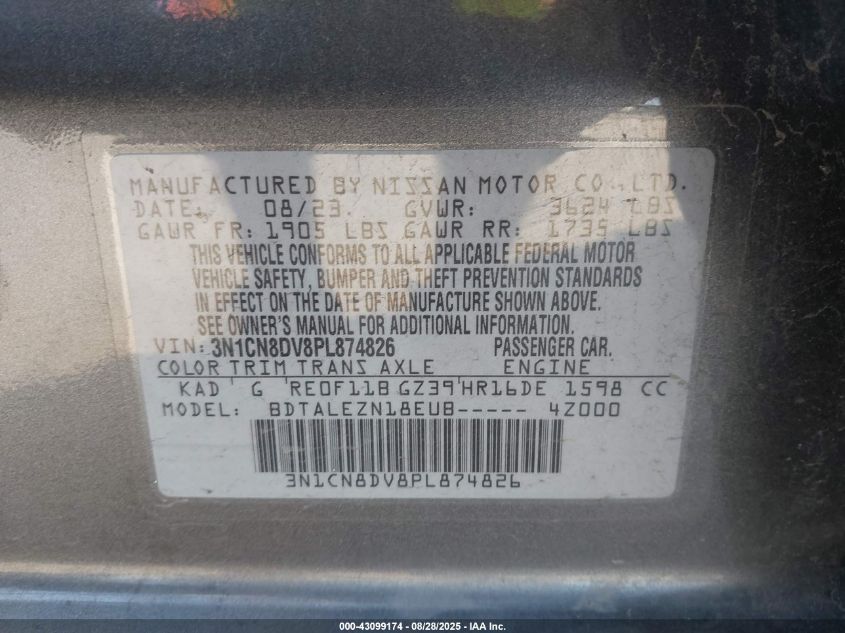 MANUFACTURED BY NISSAN MOTOR CO., LTD.
DATE: 08/23 GVWR: 3624 LBS
GAWR FR: 1905 LBS GAWR RR: 1735 LBS
THIS VEHICLE CONFORMS TO ALL APPLICABLE FEDERAL MOTOR
VEHICLE SAFETY, BUMPER AND THEFT PREVENTION STANDARDS
IN EFFECT ON THE DATE OF MANUFACTURE SHOWN ABOVE.
SEE OWNER'S MANUAL FOR ADDITIONAL INFORMATION.
VIN: 3N1CN8DV8PL874826 PASSENGER CAR.
COLOR TRIM TRANS AXLE ENGINE
KAD G RE0F11B GZ39 HR16DE 1598 CC
MODEL: BDTALEZN18EUB----- 4Z000
3N1CN8DV8PL874826
000-43099174 - 08/28/2025 - IAA Inc.